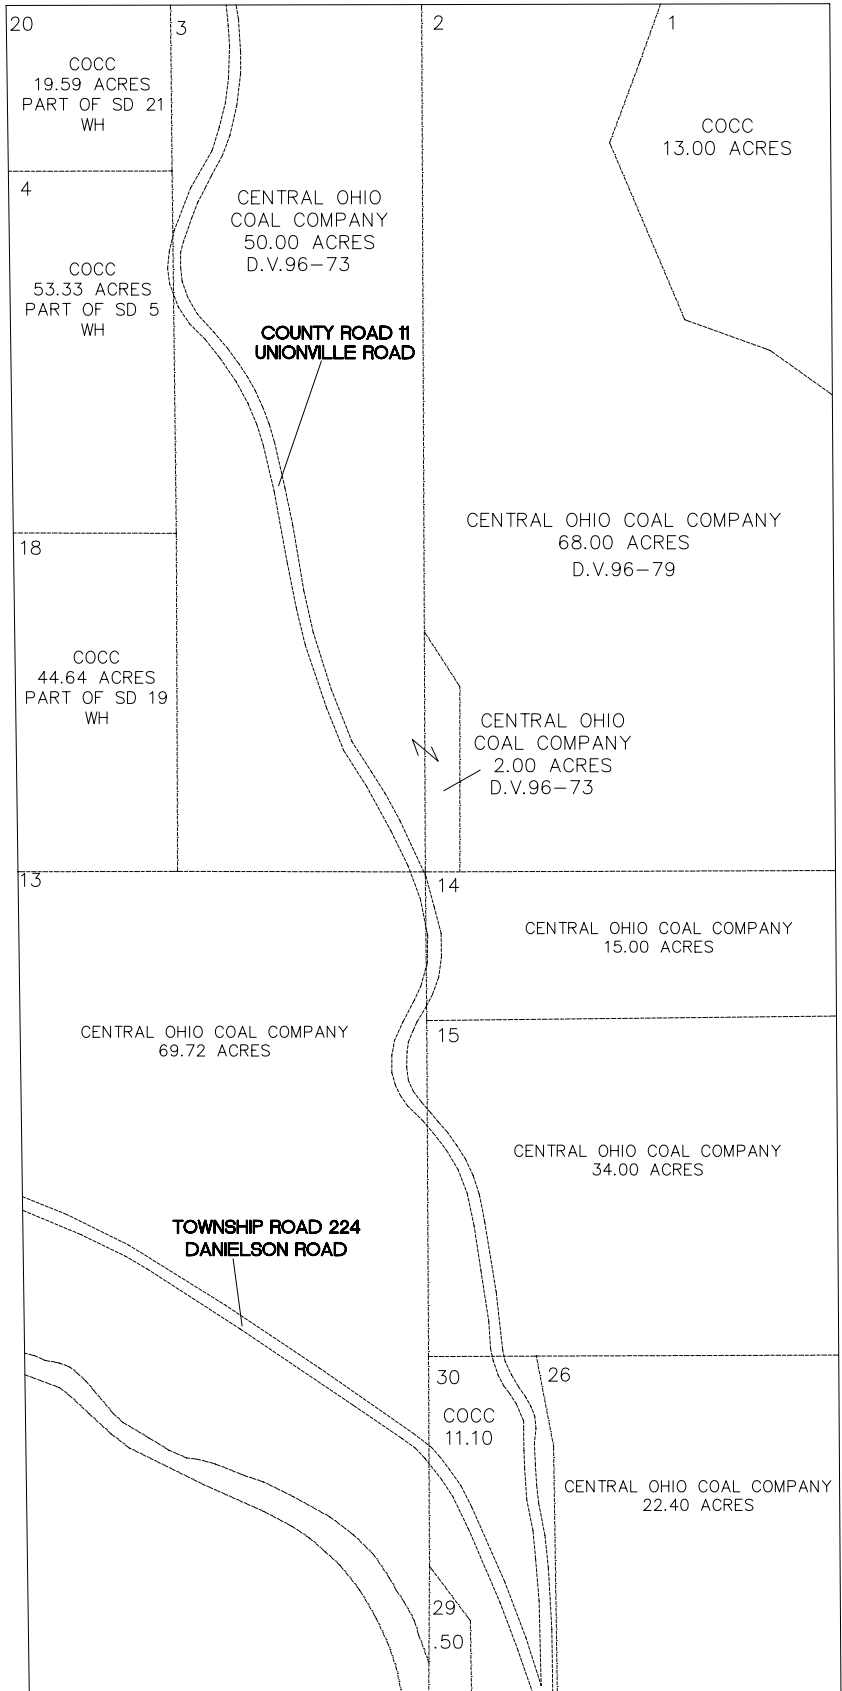 20
3
2
1
COCC
19.59 ACRES
PART OF SD 21
WH
COCC
13.00 ACRES
4
CENTRAL OHIO
COAL COMPANY
50.00 ACRES
D.V.96-73
COCC
53.33 ACRES
PART OF SD 5
WH
COUNTY ROAD 11
UNIONVILLE ROAD
CENTRAL OHIO COAL COMPANY
68.00 ACRES
D.V.96-79
18
COCC
44.64 ACRES
PART OF SD 19
WH
CENTRAL OHIO
COAL COMPANY
2.00 ACRES
D.V.96-73
13
14
CENTRAL OHIO COAL COMPANY
15.00 ACRES
CENTRAL OHIO COAL COMPANY
69.72 ACRES
15
CENTRAL OHIO COAL COMPANY
34.00 ACRES
TOWNSHIP ROAD 224
DANIELSON ROAD
30
26
COCC
11.10
CENTRAL OHIO COAL COMPANY
22.40 ACRES
29
.50